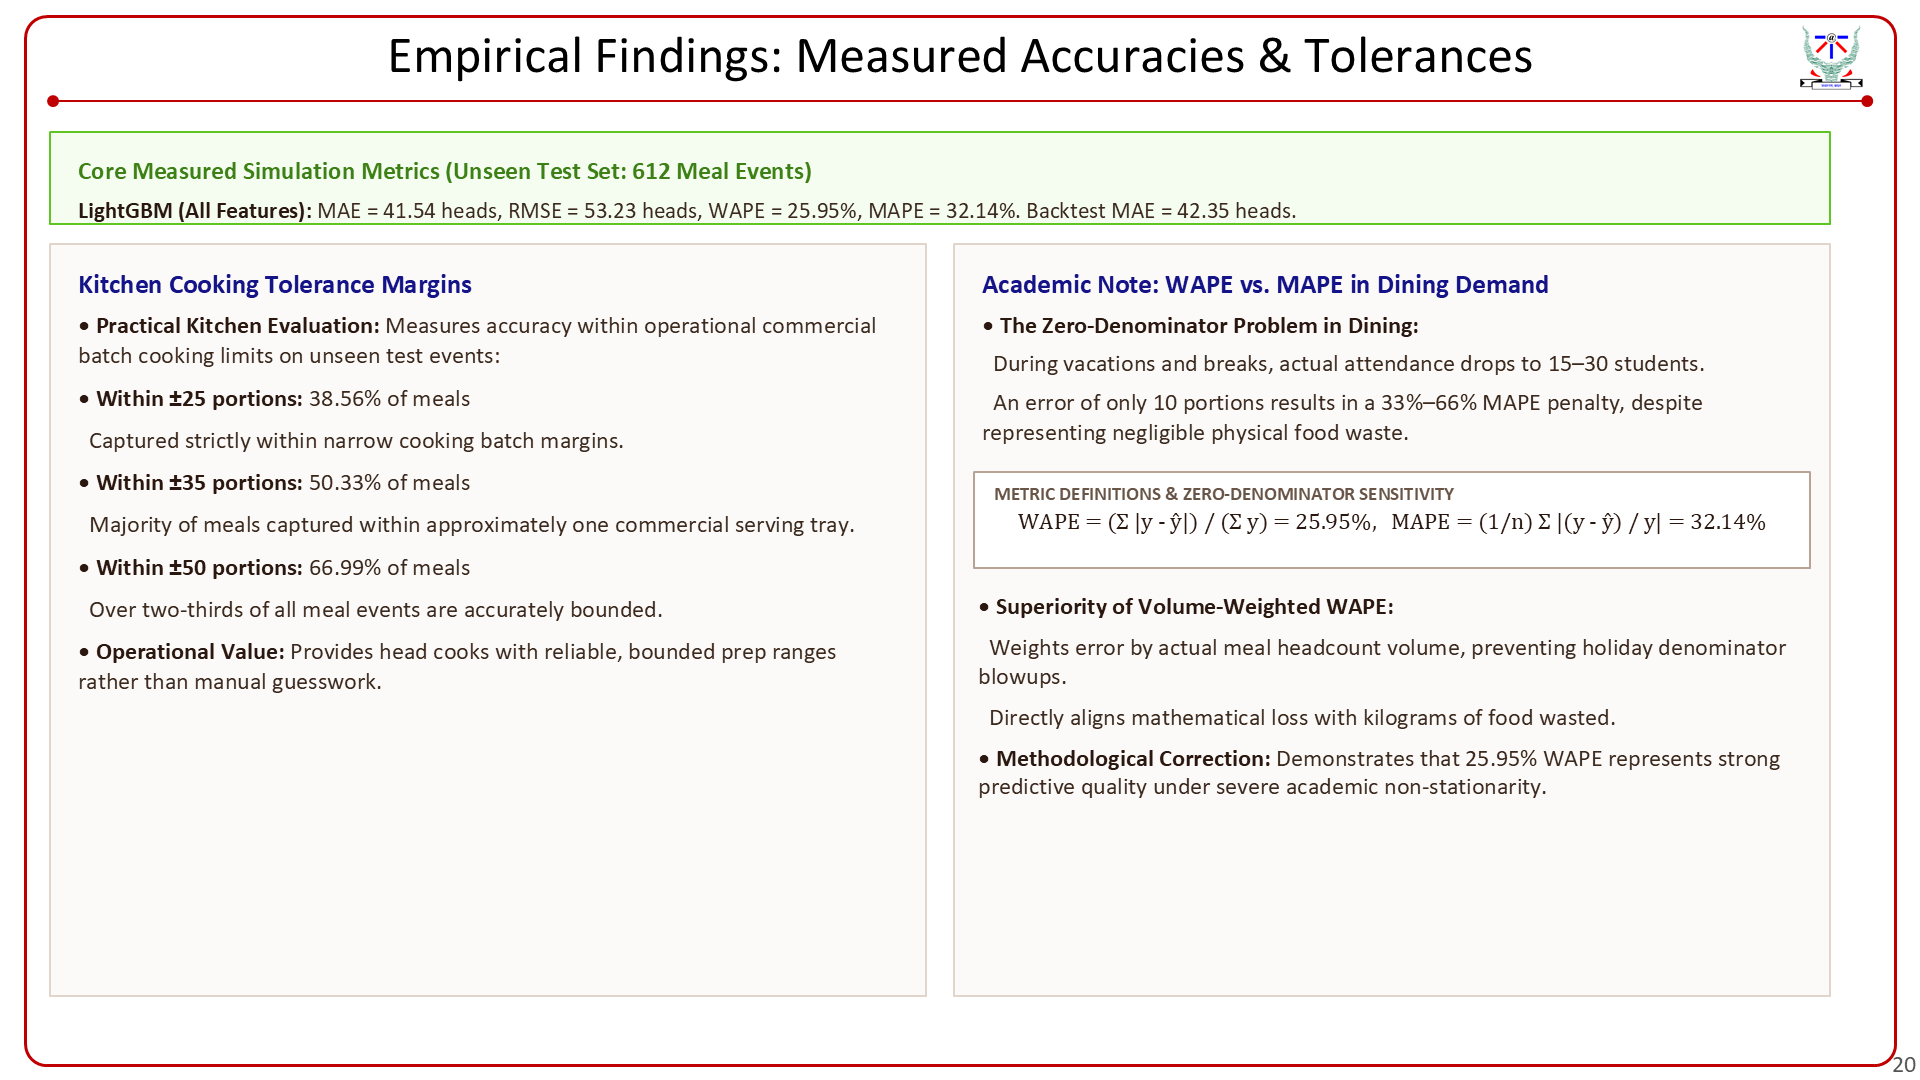 Empirical Findings: Measured Accuracies & Tolerances
Core Measured Simulation Metrics (Unseen Test Set: 612 Meal Events)
LightGBM (All Features): MAE = 41.54 heads, RMSE = 53.23 heads, WAPE = 25.95%, MAPE = 32.14%. Backtest MAE = 42.35 heads.
Kitchen Cooking Tolerance Margins
• Practical Kitchen Evaluation: Measures accuracy within operational commercial
batch cooking limits on unseen test events:
• Within ±25 portions: 38.56% of meals
Captured strictly within narrow cooking batch margins.
• Within ±35 portions: 50.33% of meals
Majority of meals captured within approximately one commercial serving tray.
• Within ±50 portions: 66.99% of meals
Over two-thirds of all meal events are accurately bounded.
• Operational Value: Provides head cooks with reliable, bounded prep ranges
rather than manual guesswork.
Academic Note: WAPE vs. MAPE in Dining Demand
• The Zero-Denominator Problem in Dining:
During vacations and breaks, actual attendance drops to 15–30 students.
An error of only 10 portions results in a 33%–66% MAPE penalty, despite
representing negligible physical food waste.
METRIC DEFINITIONS & ZERO-DENOMINATOR SENSITIVITY
WAPE = (Σ |y - ŷ|) / (Σ y) = 25.95%, MAPE = (1/n) Σ |(y - ŷ) / y| = 32.14%
• Superiority of Volume-Weighted WAPE:
Weights error by actual meal headcount volume, preventing holiday denominator
blowups.
Directly aligns mathematical loss with kilograms of food wasted.
• Methodological Correction: Demonstrates that 25.95% WAPE represents strong
predictive quality under severe academic non-stationarity.
20